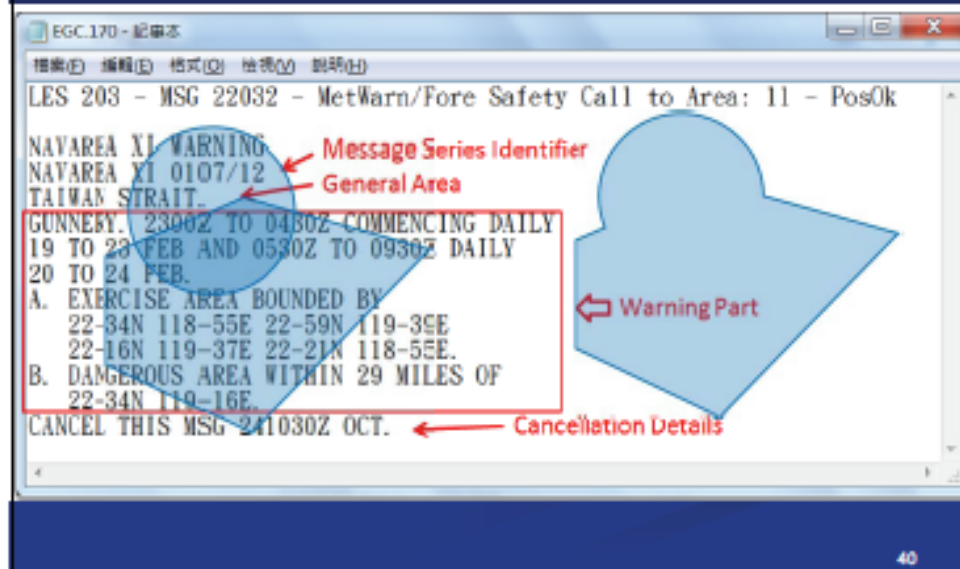 EGC.170 - 記事本
檔案(F) 編輯(E) 格式(O) 檢視(V) 說明(H)
LES 203 - MSG 22032 - MetWarn/Fore Safety Call to Area: 11 - PosOk
NAVAREA XI WARNING
Message Series Identifier
NAVAREA XI 0107/12
General Area
TAIWAN STRAIT.
GUNNERY. 2300Z TO 0430Z COMMENCING DAILY
19 TO 23 FEB AND 0530Z TO 0930Z DAILY
20 TO 24 FEB.
A. EXERCISE AREA BOUNDED BY
Warning Part
22-34N 118-55E 22-59N 119-39E
22-16N 119-37E 22-21N 118-55E.
B. DANGEROUS AREA WITHIN 29 MILES OF
22-34N 119-16E.
CANCEL THIS MSG 241030Z OCT.
Cancellation Details
40